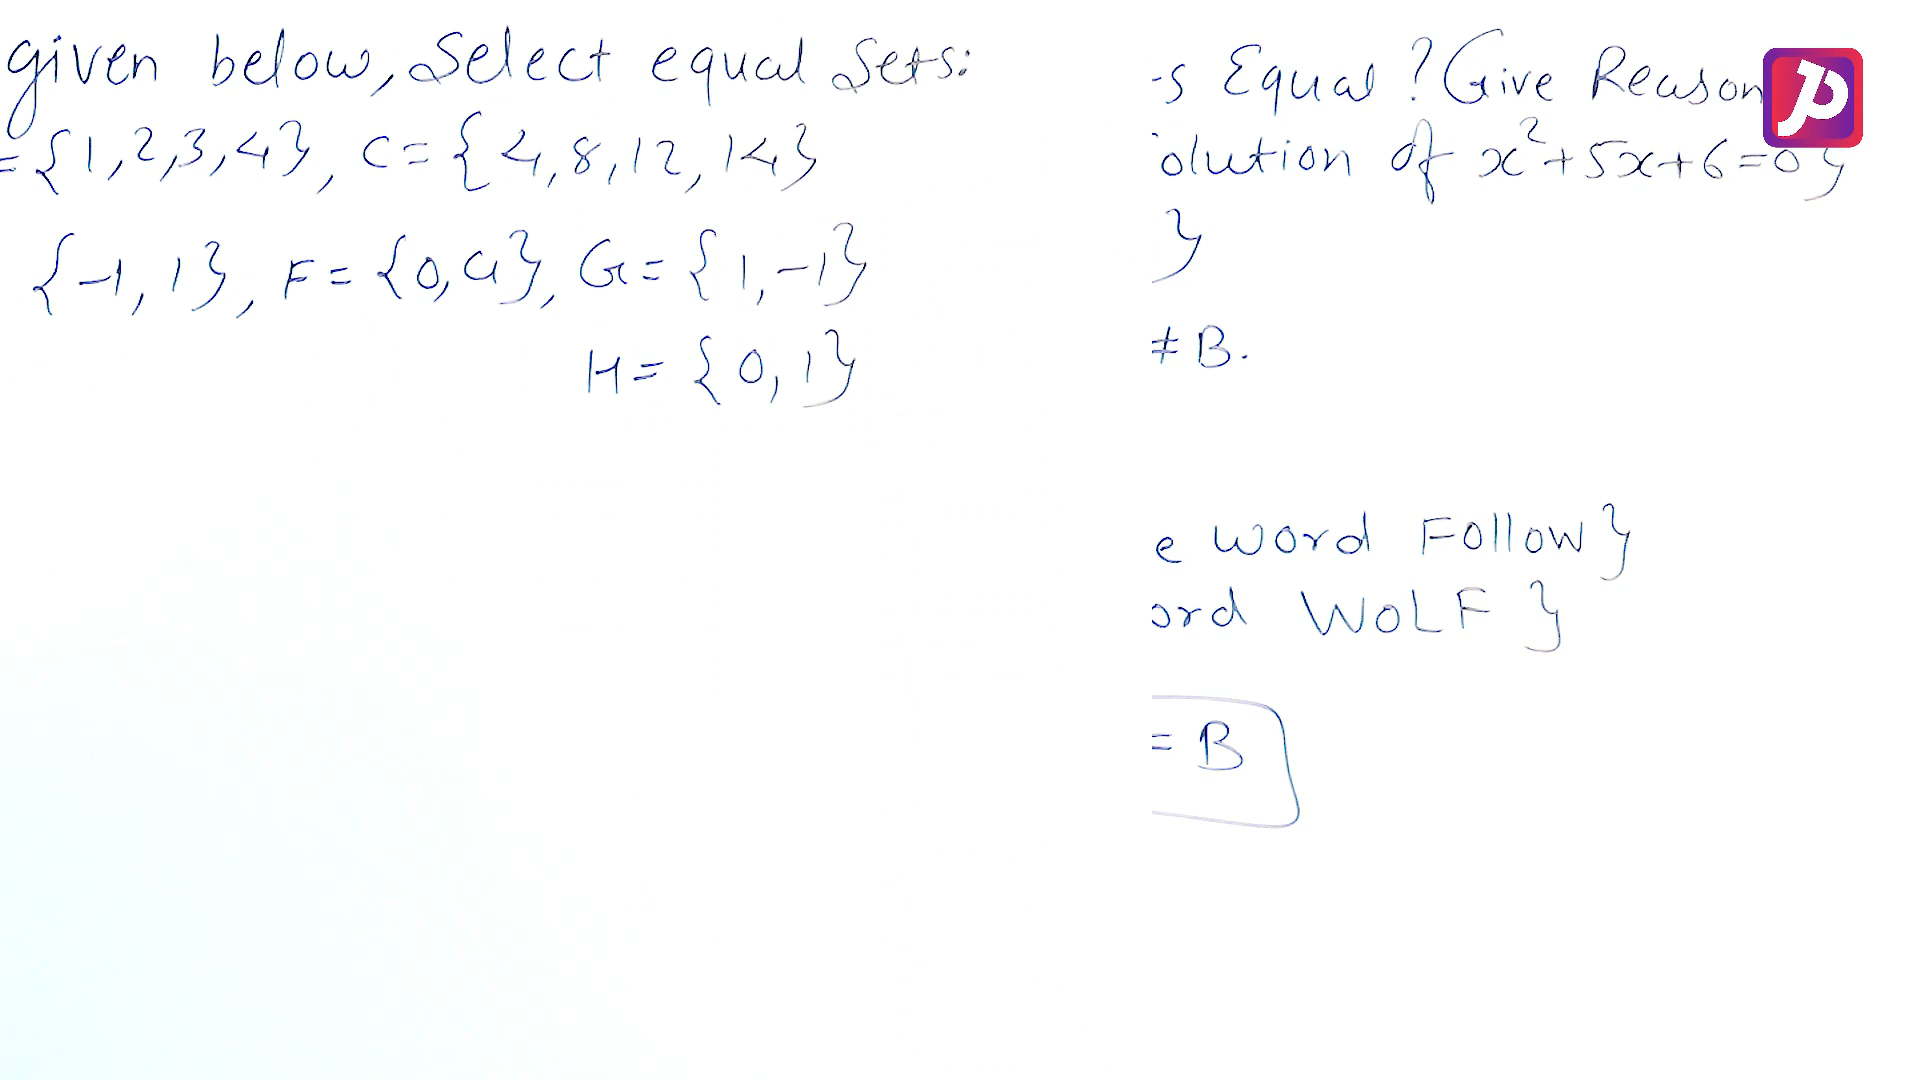 given below, Select equal Sets:
= {1,2,3,4}, C = {4,8,12,14}
{-1, 1}, F = {0,a}, G = {1,-1}
H = {0, 1}
-s Equal? Give Reason
olution of x²+5x+6=0}
}
≠ B.
e word Follow}
ord WOLF }
= B